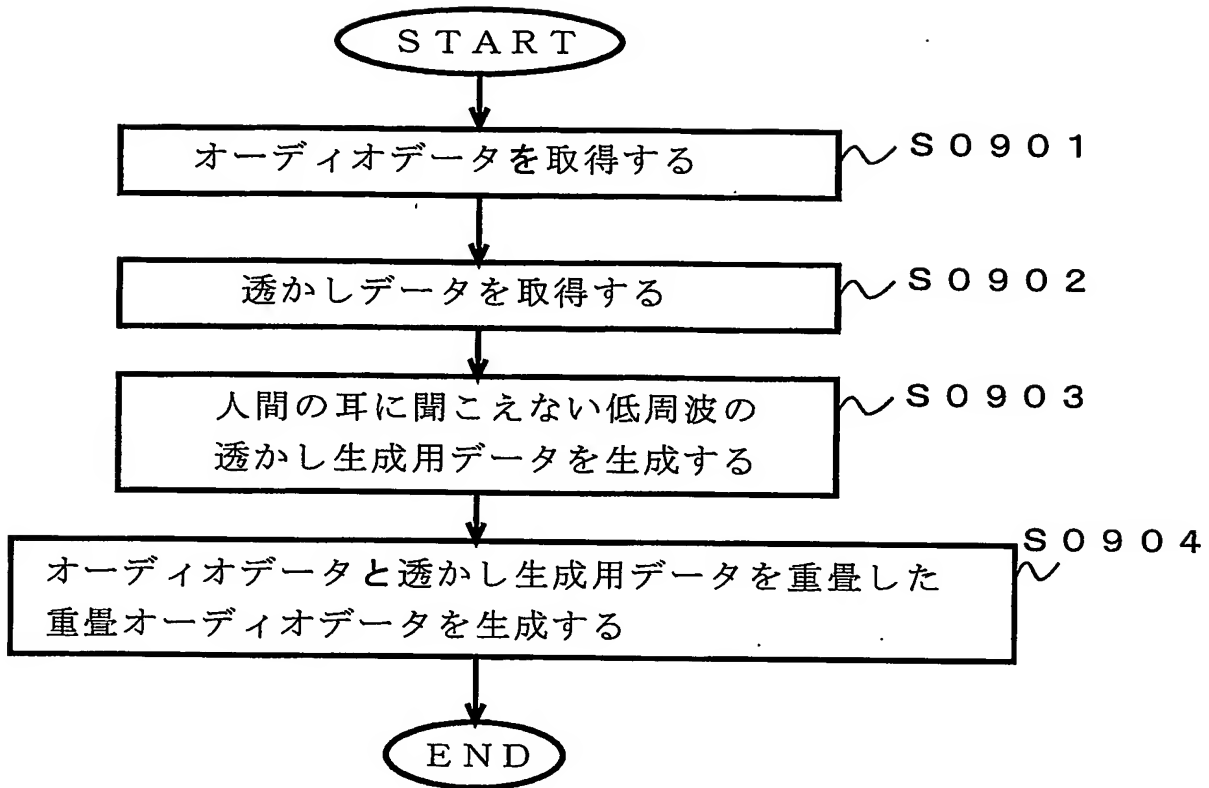 START
オーディオデータを取得する
S0901
透かしデータを取得する
S0902
人間の耳に聞こえない低周波の
透かし生成用データを生成する
S0903
オーディオデータと透かし生成用データを重畳した
重畳オーディオデータを生成する
S0904
END